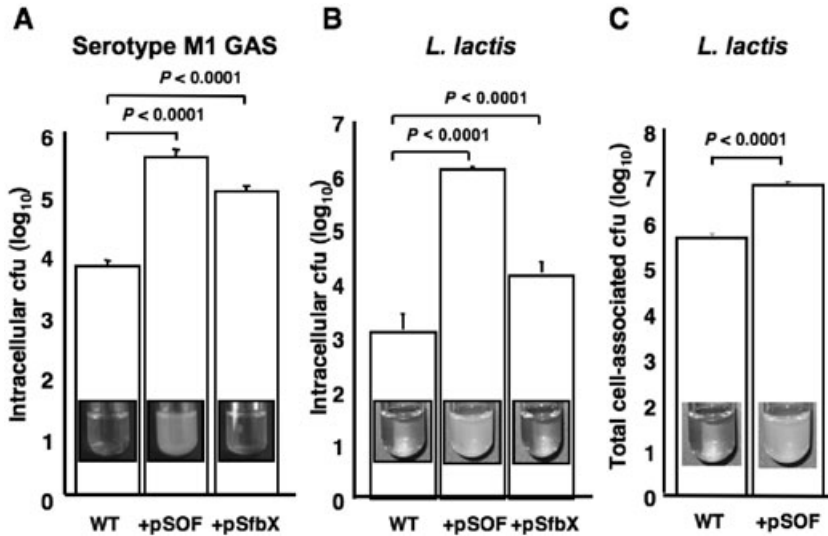 A
Serotype M1 GAS
P < 0.0001
P < 0.0001
Intracellular cfu (log10)
6
5
4
3
2
1
0
WT
+pSOF
+pSfbX
B
L. lactis
P < 0.0001
P < 0.0001
Intracellular cfu (log10)
7
6
5
4
3
2
1
0
WT
+pSOF
+pSfbX
C
L. lactis
P < 0.0001
Total cell-associated cfu (log10)
8
7
6
5
4
3
2
1
0
WT
+pSOF